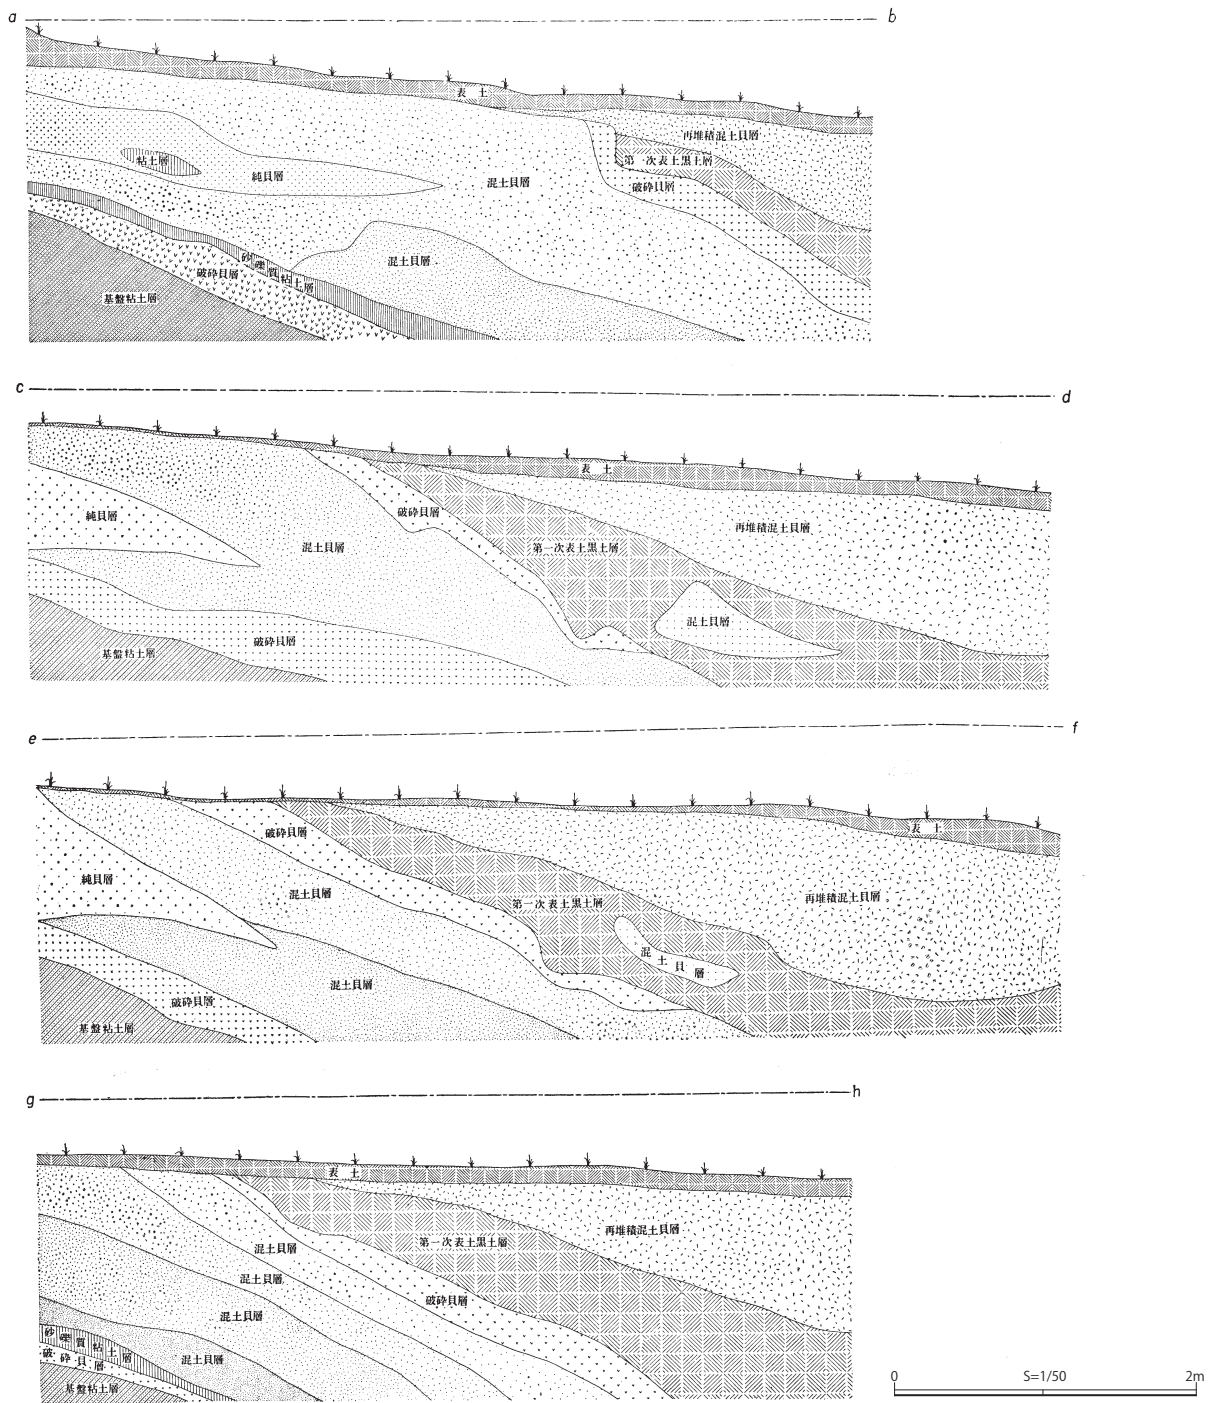 a
b
表土
再堆積混土貝層
第一次表土黒土層
粘土層
純貝層
混土貝層
破砕貝層
混土貝層
砂礫質粘土層
破砕貝層
基盤粘土層
c
d
表土
純貝層
破砕貝層
再堆積混土貝層
混土貝層
第一次表土黒土層
混土貝層
破砕貝層
基盤粘土層
e
f
表土
破砕貝層
純貝層
混土貝層
第一次表土黒土層
再堆積混土貝層
混土貝層
混土貝層
破砕貝層
基盤粘土層
g
h
表土
再堆積混土貝層
第一次表土黒土層
混土貝層
混土貝層
破砕貝層
混土貝層
砂礫質粘土層
混土貝層
破砕貝層
基盤粘土層
0
S=1/50
2m